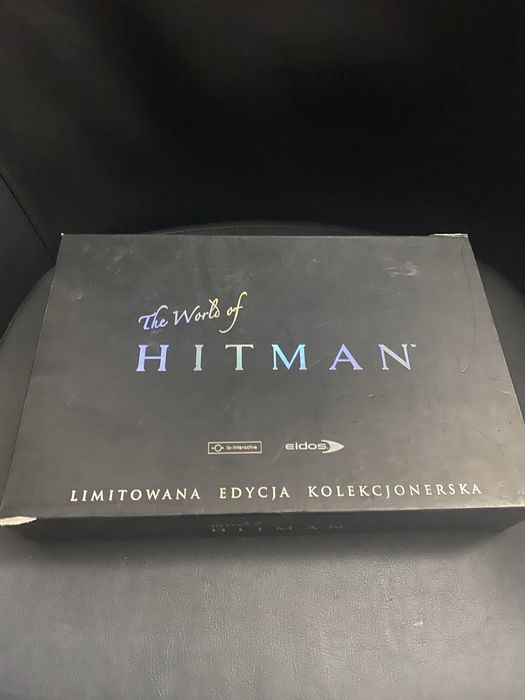 The World of
HITMAN™
io-interactive eidos
LIMITOWANA EDYCJA KOLEKCJONERSKA
HITMAN